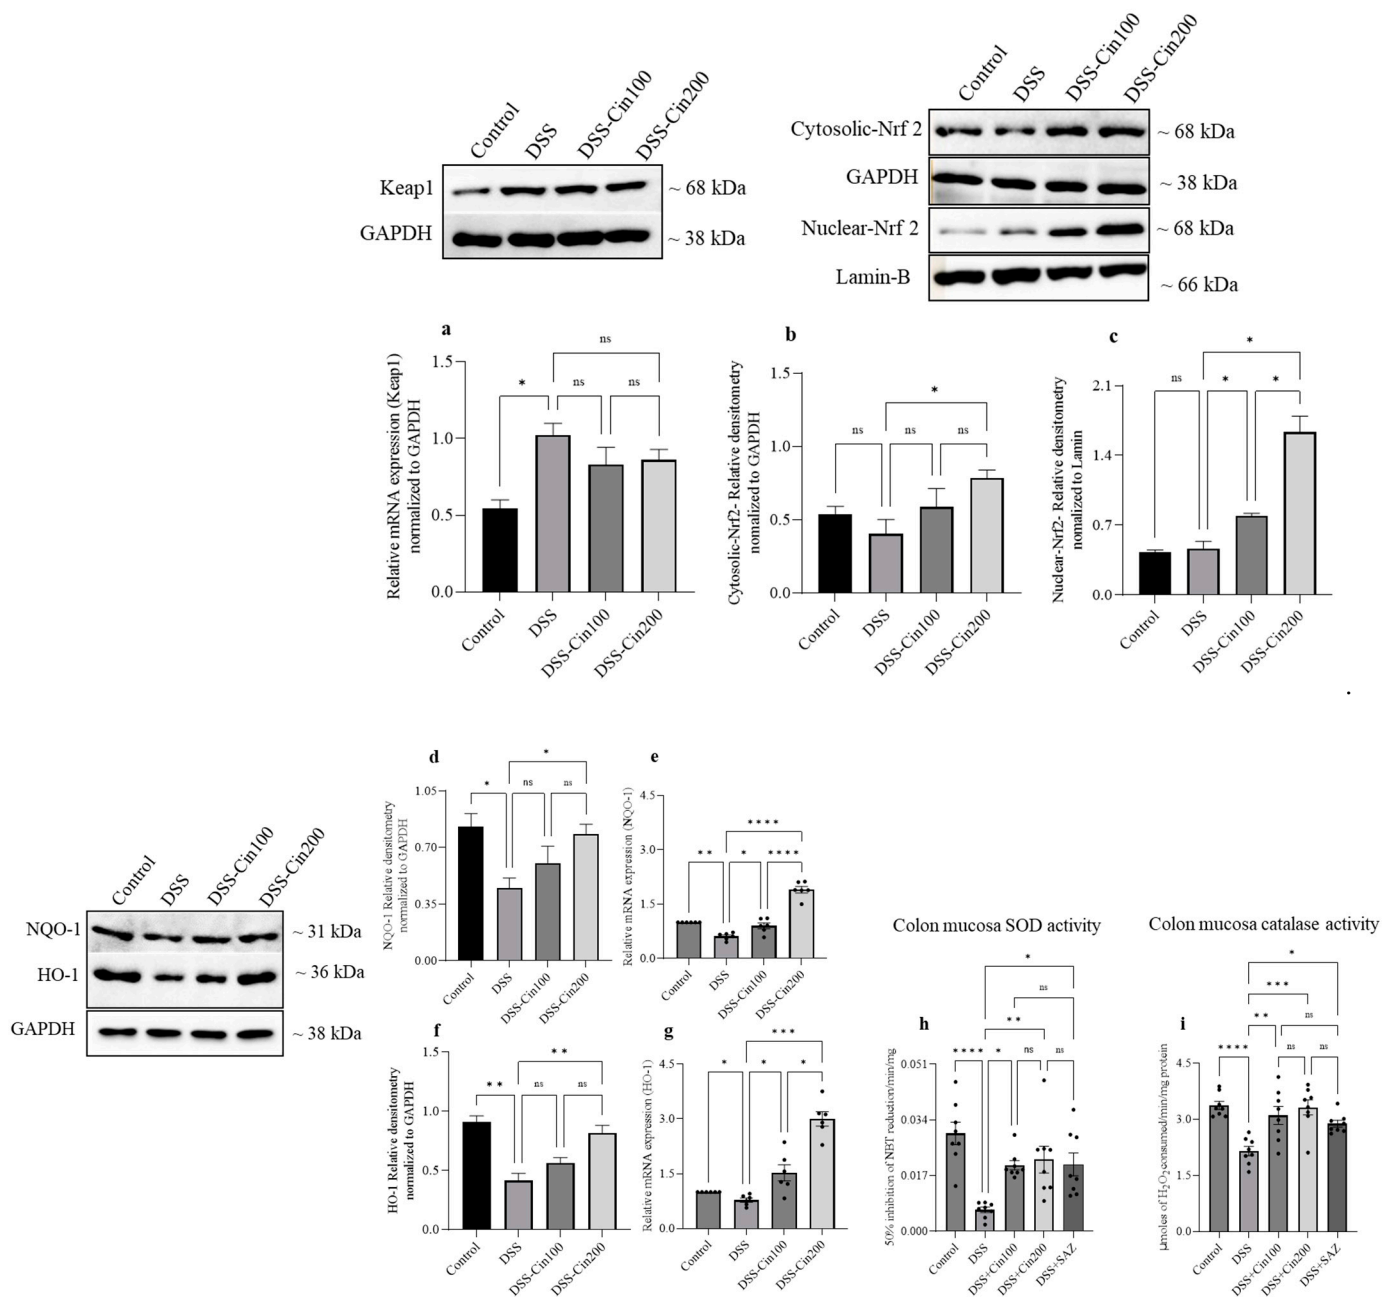 Control
DSS
DSS-Cin100
DSS-Cin200
Keap1
~ 68 kDa
GAPDH
~ 38 kDa
Control
DSS
DSS-Cin100
DSS-Cin200
Cytosolic-Nrf 2
~ 68 kDa
GAPDH
~ 38 kDa
Nuclear-Nrf 2
~ 68 kDa
Lamin-B
~ 66 kDa
a
Relative mRNA expression (Keap1)
normalized to GAPDH
1.5
1.0
0.5
0.0
ns
*
ns
ns
Control
DSS
DSS-Cin100
DSS-Cin200
b
Cytosolic-Nrf2- Relative densitometry
nomalized to GAPDH
1.5
1.0
0.5
0.0
*
ns
ns
ns
Control
DSS
DSS-Cin100
DSS-Cin200
c
Nuclear-Nrf2- Relative densitometry
nomalized to Lamin
2.1
1.4
0.7
0.0
*
ns
*
*
Control
DSS
DSS-Cin100
DSS-Cin200
.
Control
DSS
DSS-Cin100
DSS-Cin200
NQO-1
~ 31 kDa
HO-1
~ 36 kDa
GAPDH
~ 38 kDa
d
NQO-1 Relative densitometry
normalized to GAPDH
1.05
0.70
0.35
0.00
*
*
ns
ns
Control
DSS
DSS-Cin100
DSS-Cin200
e
Relative mRNA expression (NQO-1)
4.5
3.0
1.5
0.0
****
**
*
****
Control
DSS
DSS-Cin100
DSS-Cin200
f
HO-1 Relative densitometry
normalized to GAPDH
1.5
1.0
0.5
0.0
**
**
ns
ns
Control
DSS
DSS-Cin100
DSS-Cin200
g
Relative mRNA expression (HO-1)
4.5
3.0
1.5
0.0
***
*
*
*
Control
DSS
DSS-Cin100
DSS-Cin200
Colon mucosa SOD activity
h
50% inhibition of NBT reduction/min/mg
0.051
0.034
0.017
0.000
*
ns
**
****
*
ns
ns
Control
DSS
DSS+Cin100
DSS+Cin200
DSS+SAZ
Colon mucosa catalase activity
i
µmoles of H₂O₂ consumed/min/mg protein
4.5
3.0
1.5
0.0
*
***
**
ns
****
ns
ns
Control
DSS
DSS+Cin100
DSS+Cin200
DSS+SAZ